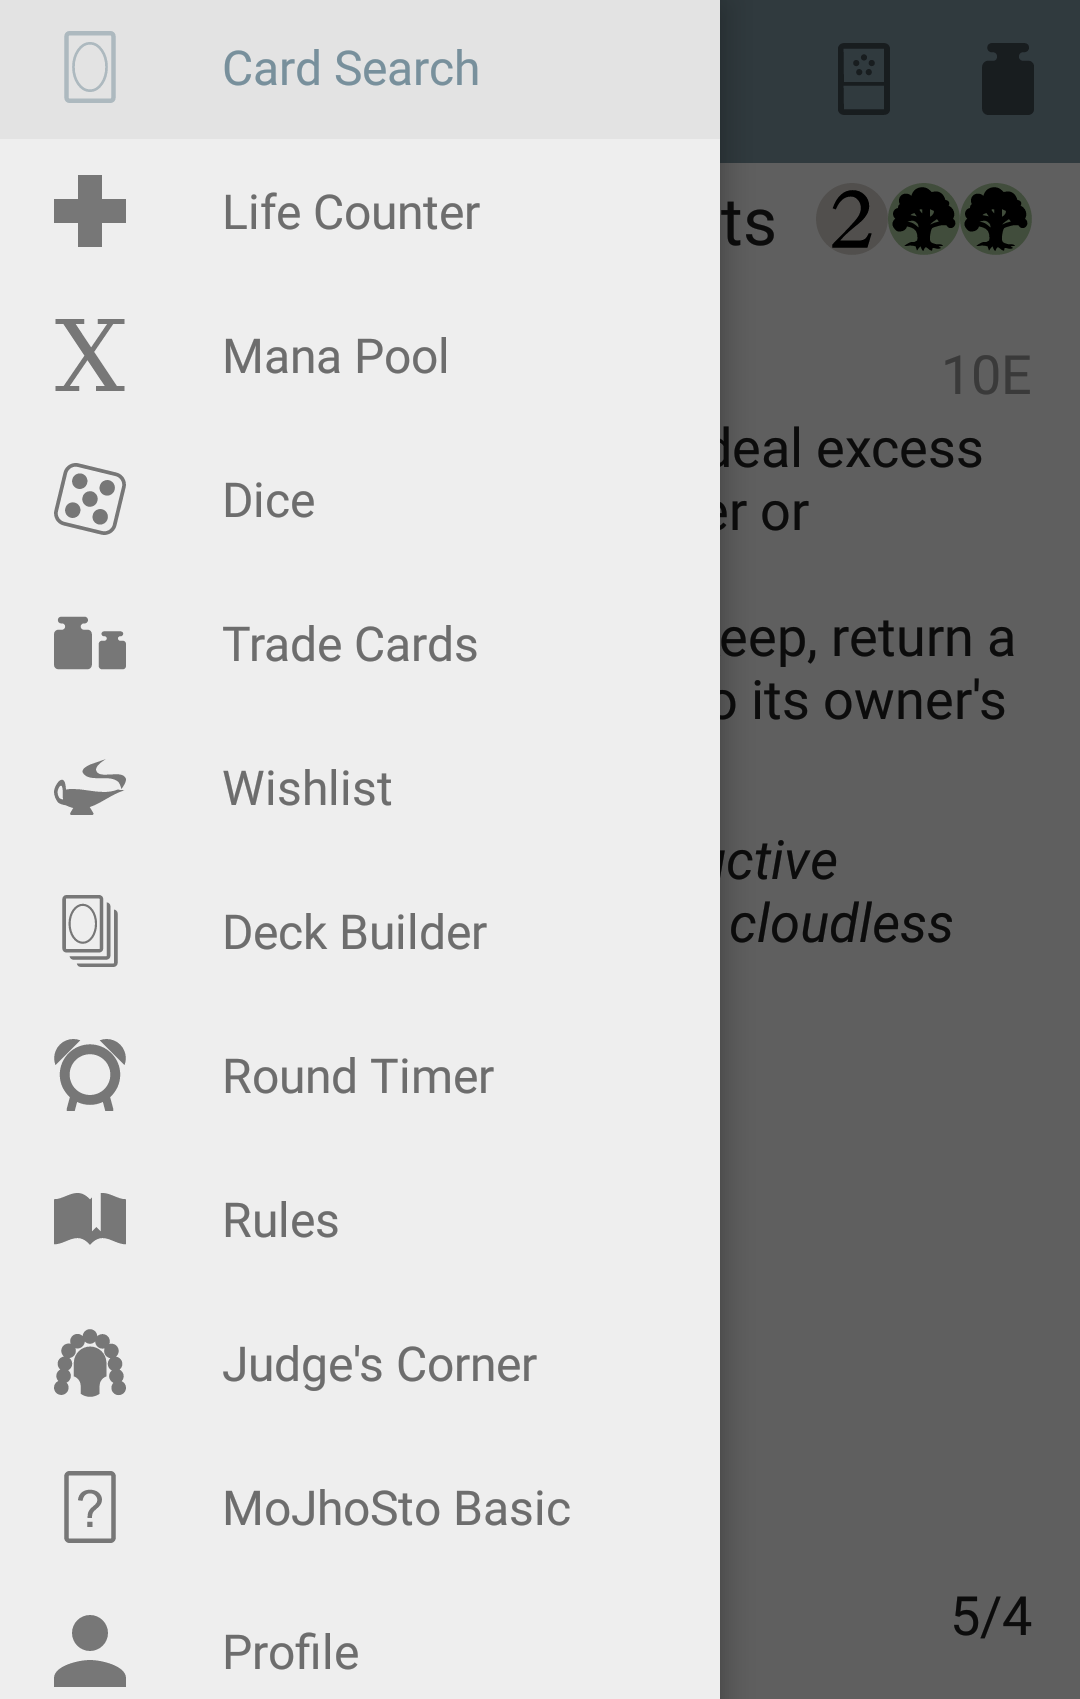 Card Search
Life Counter
Mana Pool
Dice
Trade Cards
Wishlist
Deck Builder
Round Timer
Rules
Judge's Corner
? MoJhoSto Basic
Profile
ts 2
10E
deal excess
er or
eep, return a
o its owner's
active
cloudless
5/4